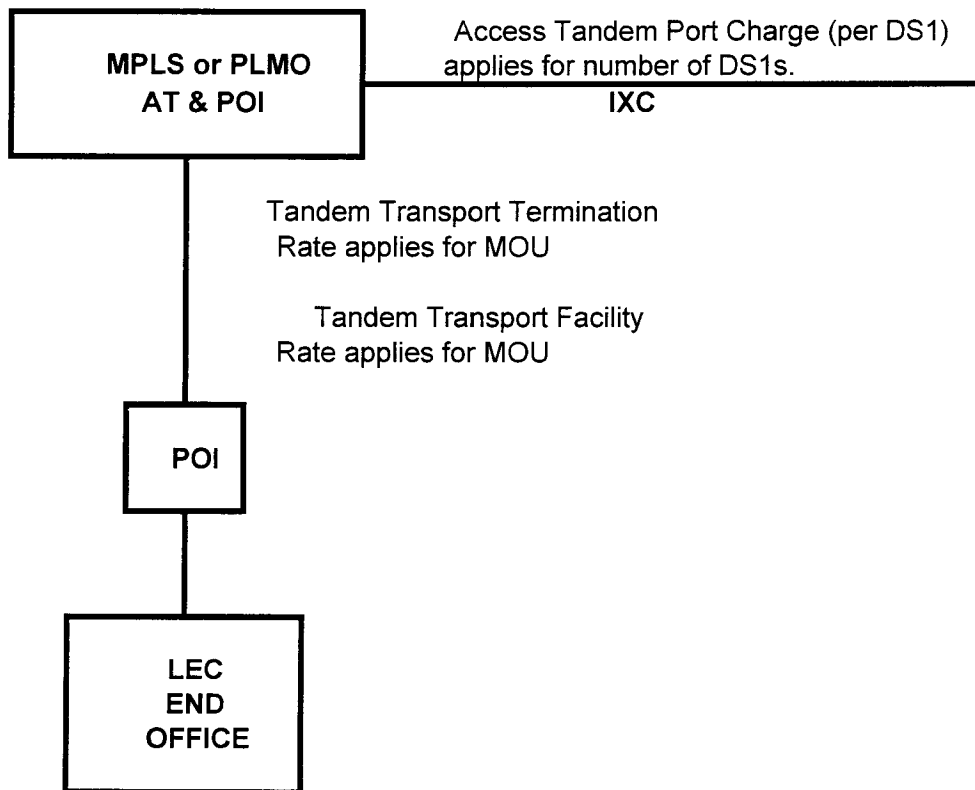 MPLS or PLMO
AT & POI
Access Tandem Port Charge (per DS1)
applies for number of DS1s.
IXC
Tandem Transport Termination
Rate applies for MOU
Tandem Transport Facility
Rate applies for MOU
POI
LEC
END
OFFICE